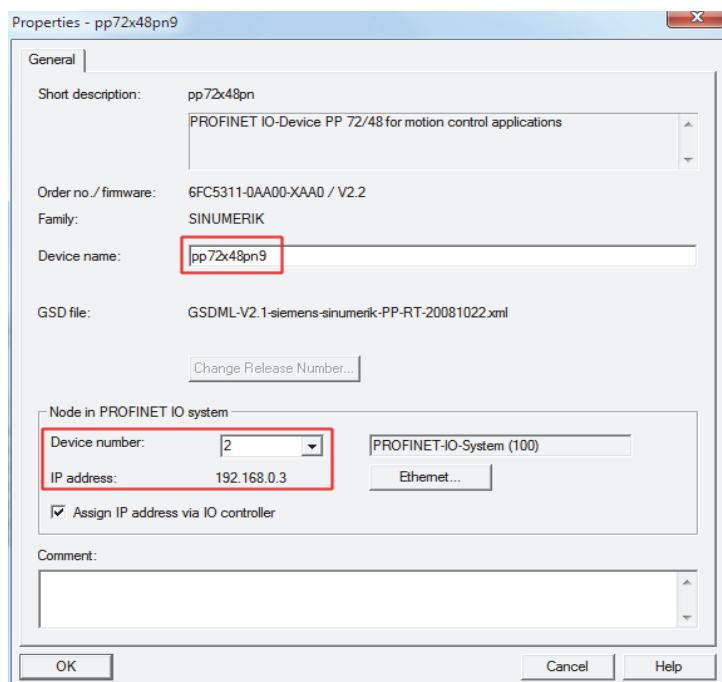 Properties - pp72x48pn9
General
Short description: pp72x48pn
PROFINET IO-Device PP 72/48 for motion control applications
Order no./ firmware: 6FC5311-0AA00-XAA0 / V2.2
Family: SINUMERIK
Device name: pp72x48pn9
GSD file: GSDML-V2.1-siemens-sinumerik-PP-RT-20081022.xml
Change Release Number...
Node in PROFINET IO system
Device number: 2 PROFINET-IO-System (100)
IP address: 192.168.0.3 Ethernet...
Assign IP address via IO controller
Comment:
OK Cancel Help